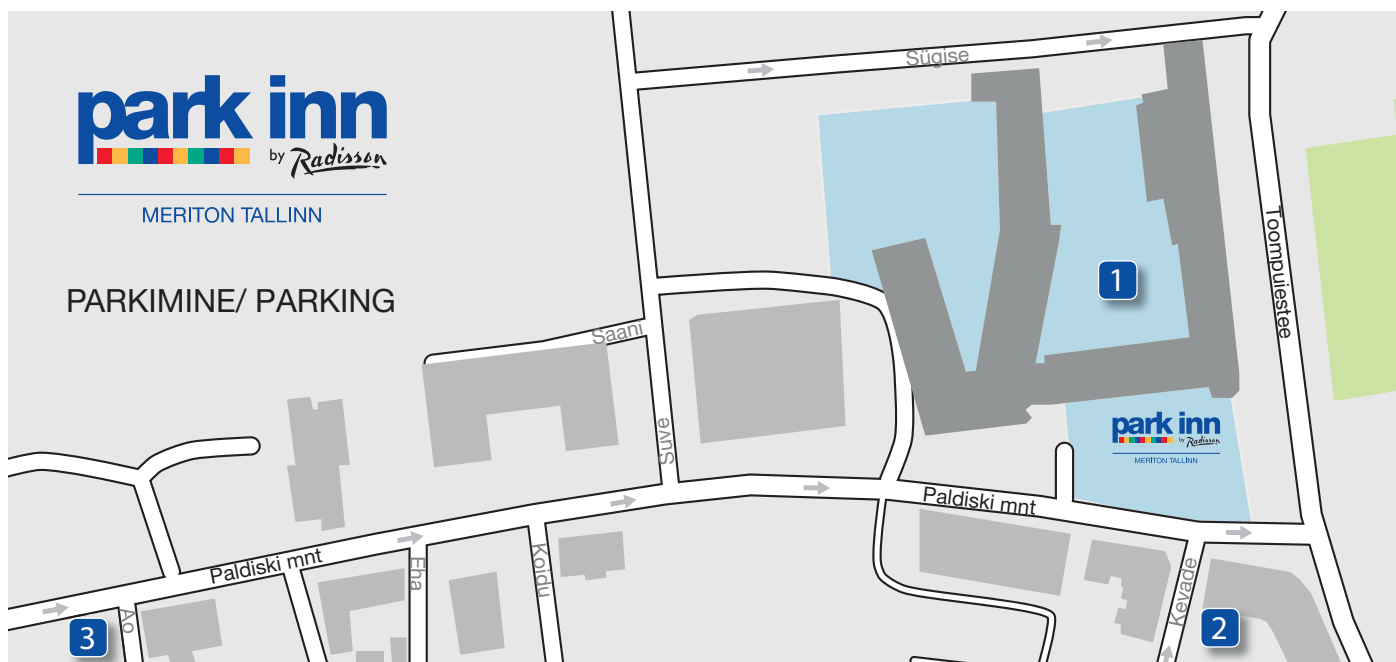 park inn
by Radisson
MERITON TALLINN
PARKIMINE/ PARKING
Sügise
Toompuiestee
1
Saani
Suve
park inn
by Radisson
MERITON TALLINN
Paldiski mnt
Paldiski mnt
Eha
Koidu
Kevade
Ao
2
3